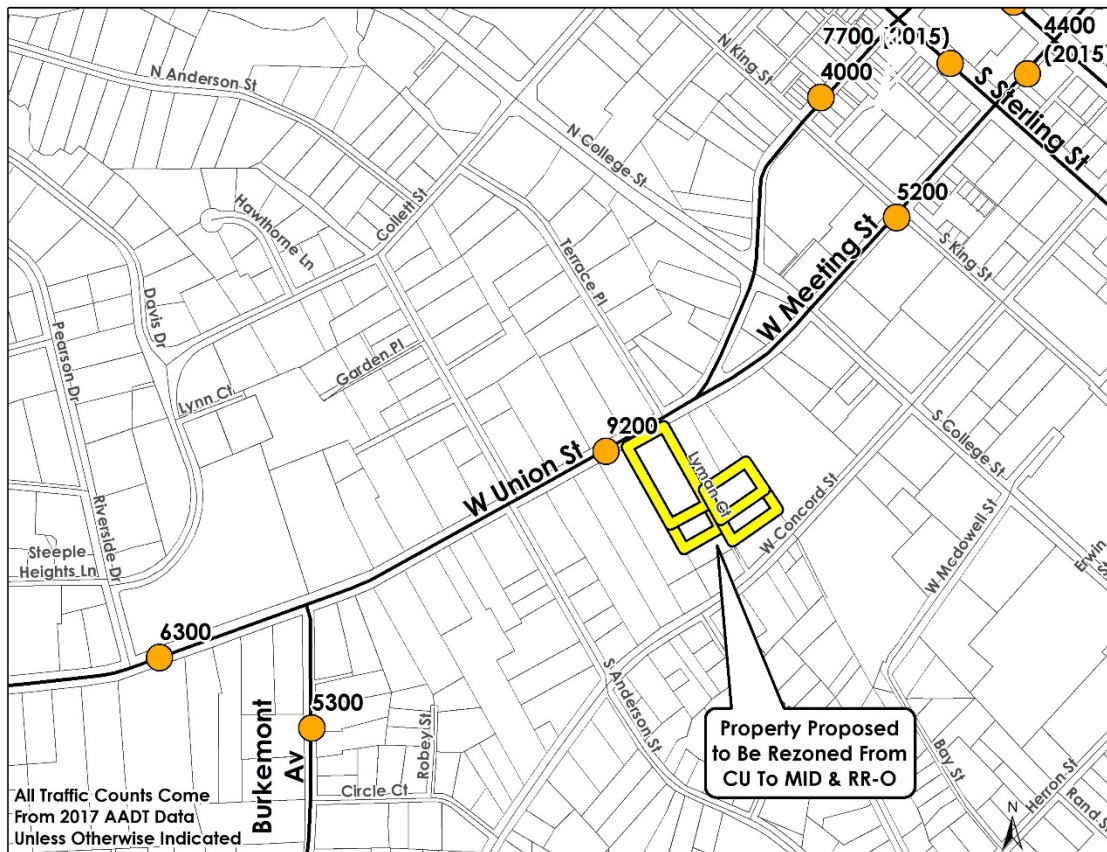 7700 (2015)
4400
(2015)
4000
N King St
S Sterling St
N Anderson St
N College St
5200
Hawthorne Ln
Collett St
Terrace Pl
W Meeting St
S King St
Davis Dr
Pearson Dr
Garden Pl
Lynn Ct
9200
W Union St
Lyman Ct
S College St
W Concord St
Riverside Dr
Steeple
Heights Ln
W Mcdowell St
Erwin St
6300
S Anderson St
5300
Burkemont
Av
Robey St
Circle Ct
Property Proposed
to Be Rezoned From
CU To MID & RR-O
Bay St
Herron St
Rand St
N
All Traffic Counts Come
From 2017 AADT Data
Unless Otherwise Indicated